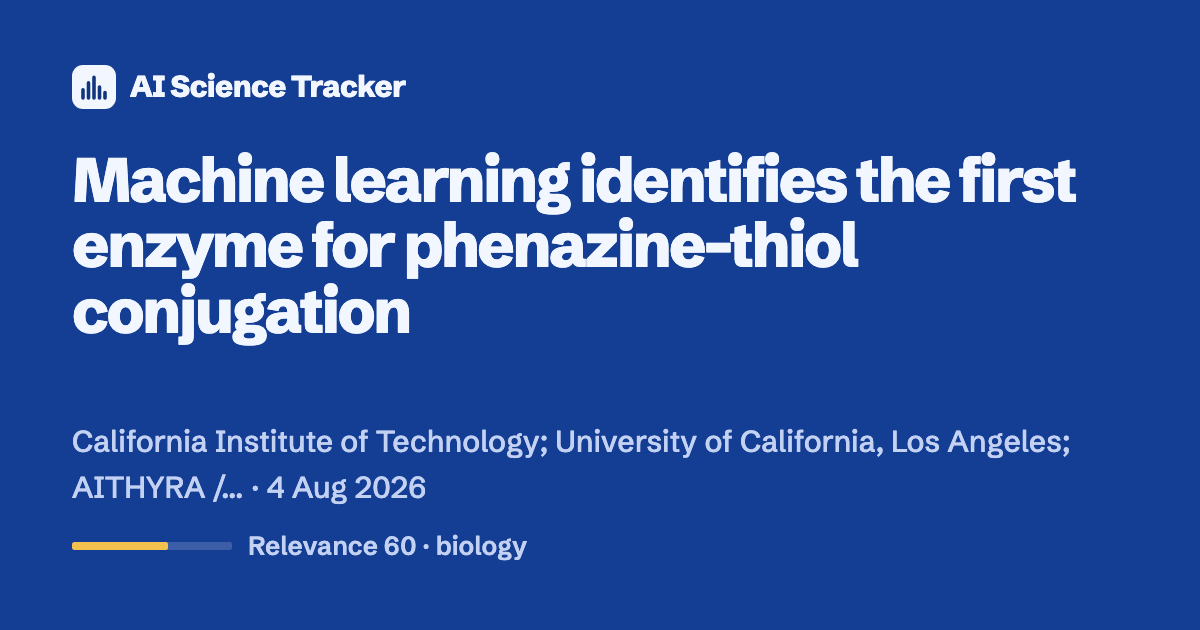 AI Science Tracker
Machine learning identifies the first
enzyme for phenazine-thiol
conjugation
California Institute of Technology; University of California, Los Angeles;
AITHYRA /... · 4 Aug 2026
Relevance 60 · biology